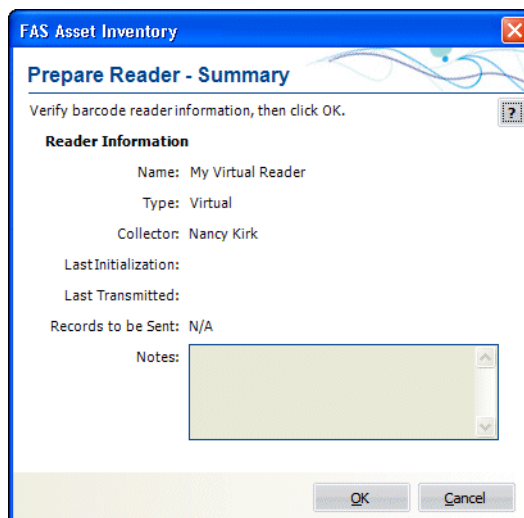 FAS Asset Inventory
Prepare Reader - Summary
Verify barcode reader information, then click OK.
?
Reader Information
Name: My Virtual Reader
Type: Virtual
Collector: Nancy Kirk
Last Initialization:
Last Transmitted:
Records to be Sent: N/A
Notes:
OK Cancel